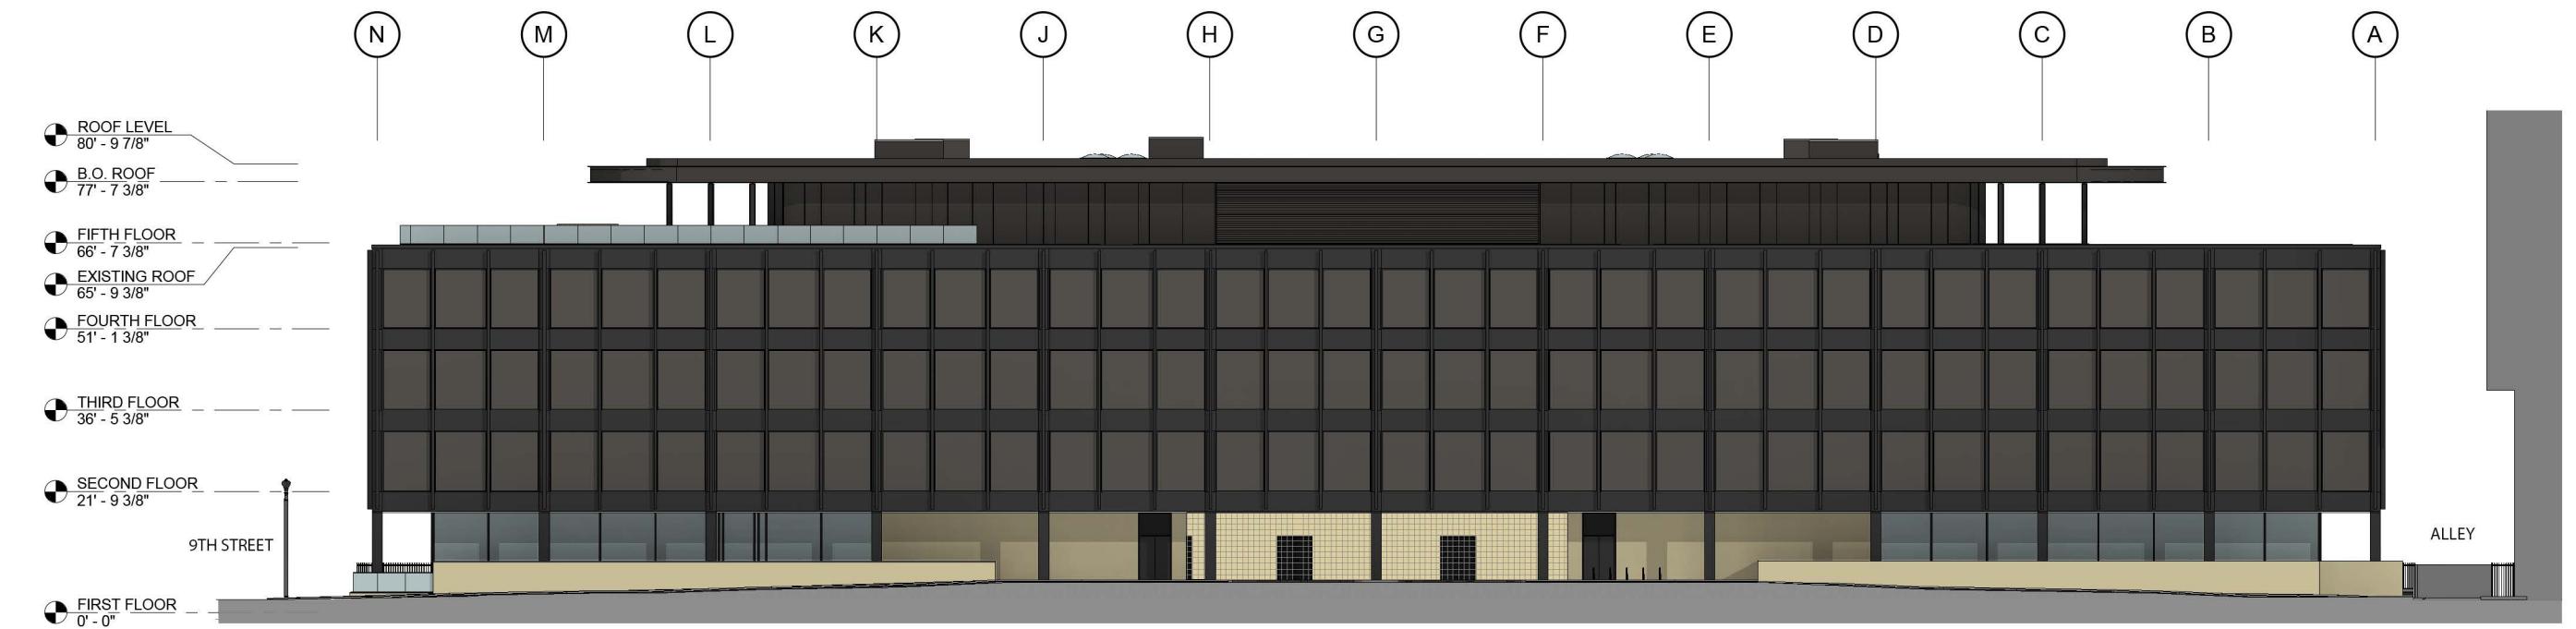 N M L K J H G F E D C B A
ROOF LEVEL
80' - 9 7/8"
B.O. ROOF
77' - 7 3/8"
FIFTH FLOOR
66' - 7 3/8"
EXISTING ROOF
65' - 9 3/8"
FOURTH FLOOR
51' - 1 3/8"
THIRD FLOOR
36' - 5 3/8"
SECOND FLOOR
21' - 9 3/8"
9TH STREET
ALLEY
FIRST FLOOR
0' - 0"